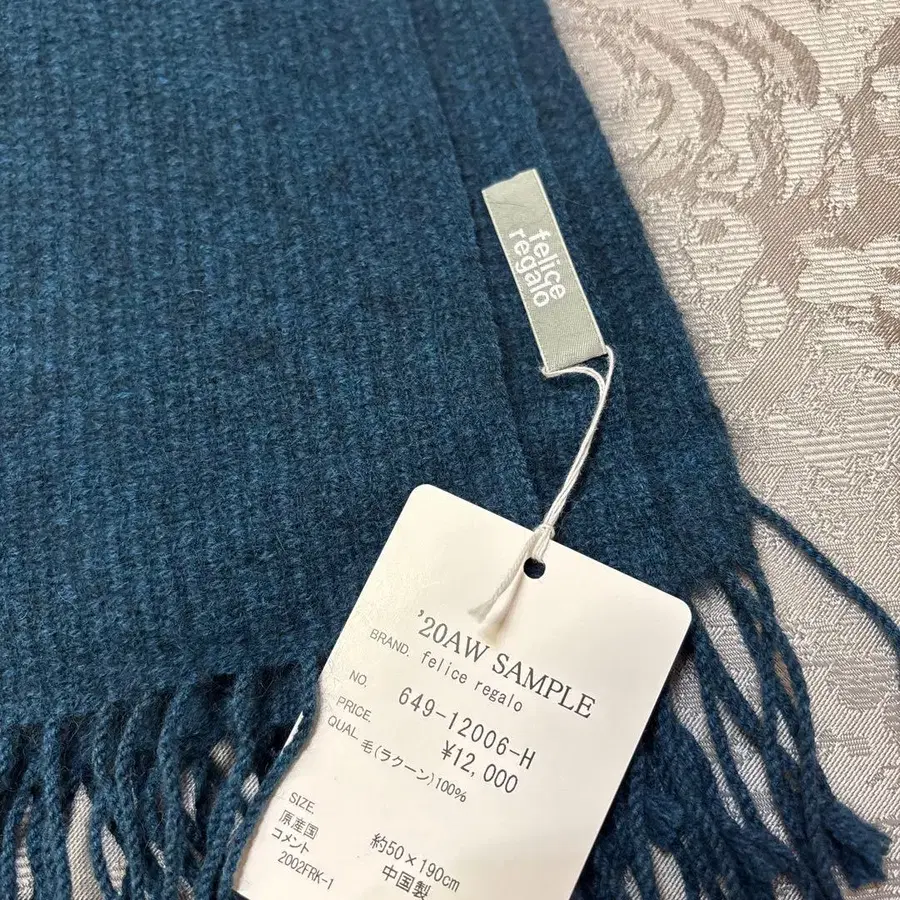 felice
regalo
'20AW SAMPLE
BRAND. felice regalo
NO. 649-12006-H
PRICE. ¥12,000
QUAL. 毛(ラクーン)100%
SIZE. 約50×190cm
原産国 中国製
コメント
2002FRK-1